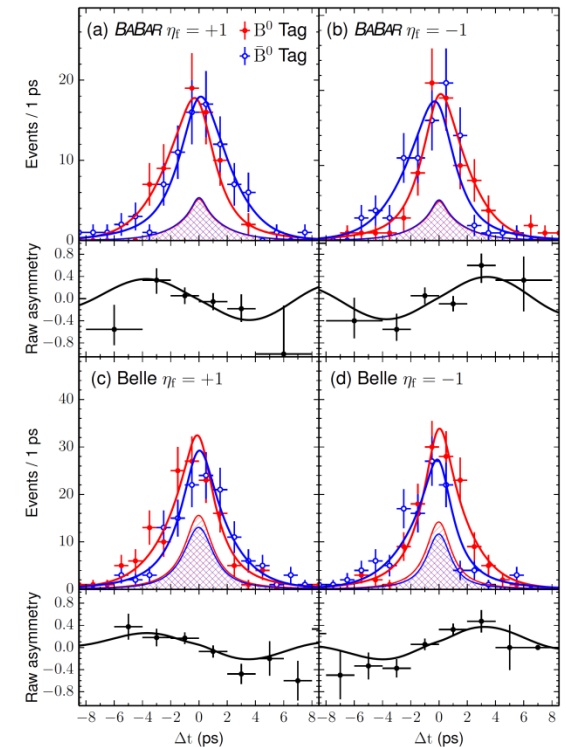 (a) BABAR ηf = +1
B⁰ Tag
B̄⁰ Tag
(b) BABAR ηf = −1
Events / 1 ps
20
10
0
Raw asymmetry
0.8
0.4
0.0
−0.4
−0.8
(c) Belle ηf = +1
(d) Belle ηf = −1
Events / 1 ps
40
30
20
10
0
Raw asymmetry
0.8
0.4
0.0
−0.4
−0.8
−8 −6 −4 −2 0 2 4 6 8 −8 −6 −4 −2 0 2 4 6 8
Δt (ps) Δt (ps)